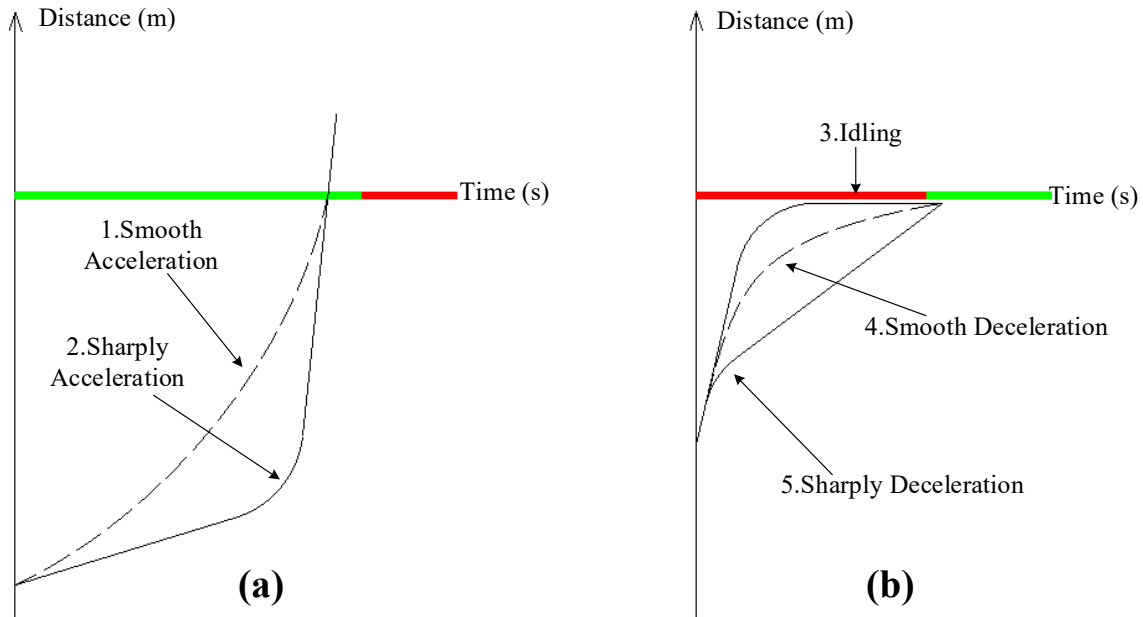 Distance (m)
Time (s)
1.Smooth
Acceleration
2.Sharply
Acceleration
(a)
Distance (m)
3.Idling
Time (s)
4.Smooth Deceleration
5.Sharply Deceleration
(b)